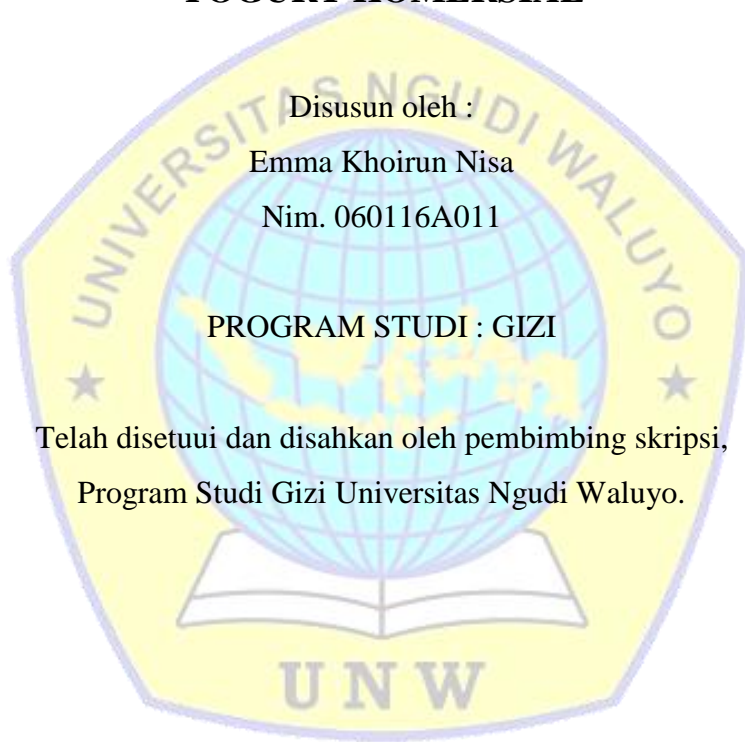 YOGURT KOMERSIAL
UNIVERSITAS NGUDI WALUYO
Disusun oleh :
Emma Khoirun Nisa
Nim. 060116A011
PROGRAM STUDI : GIZI
Telah disetuui dan disahkan oleh pembimbing skripsi,
Program Studi Gizi Universitas Ngudi Waluyo.
UNW